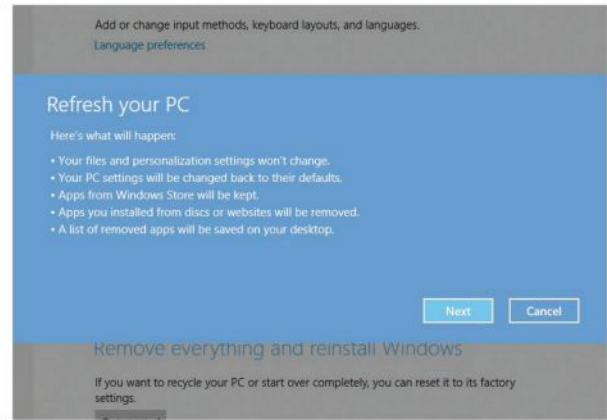 Add or change input methods, keyboard layouts, and languages.
Language preferences
Refresh your PC
Here's what will happen:
• Your files and personalization settings won't change.
• Your PC settings will be changed back to their defaults.
• Apps from Windows Store will be kept.
• Apps you installed from discs or websites will be removed.
• A list of removed apps will be saved on your desktop.
Next Cancel
Remove everything and reinstall Windows
If you want to recycle your PC or start over completely, you can reset it to its factory
settings.